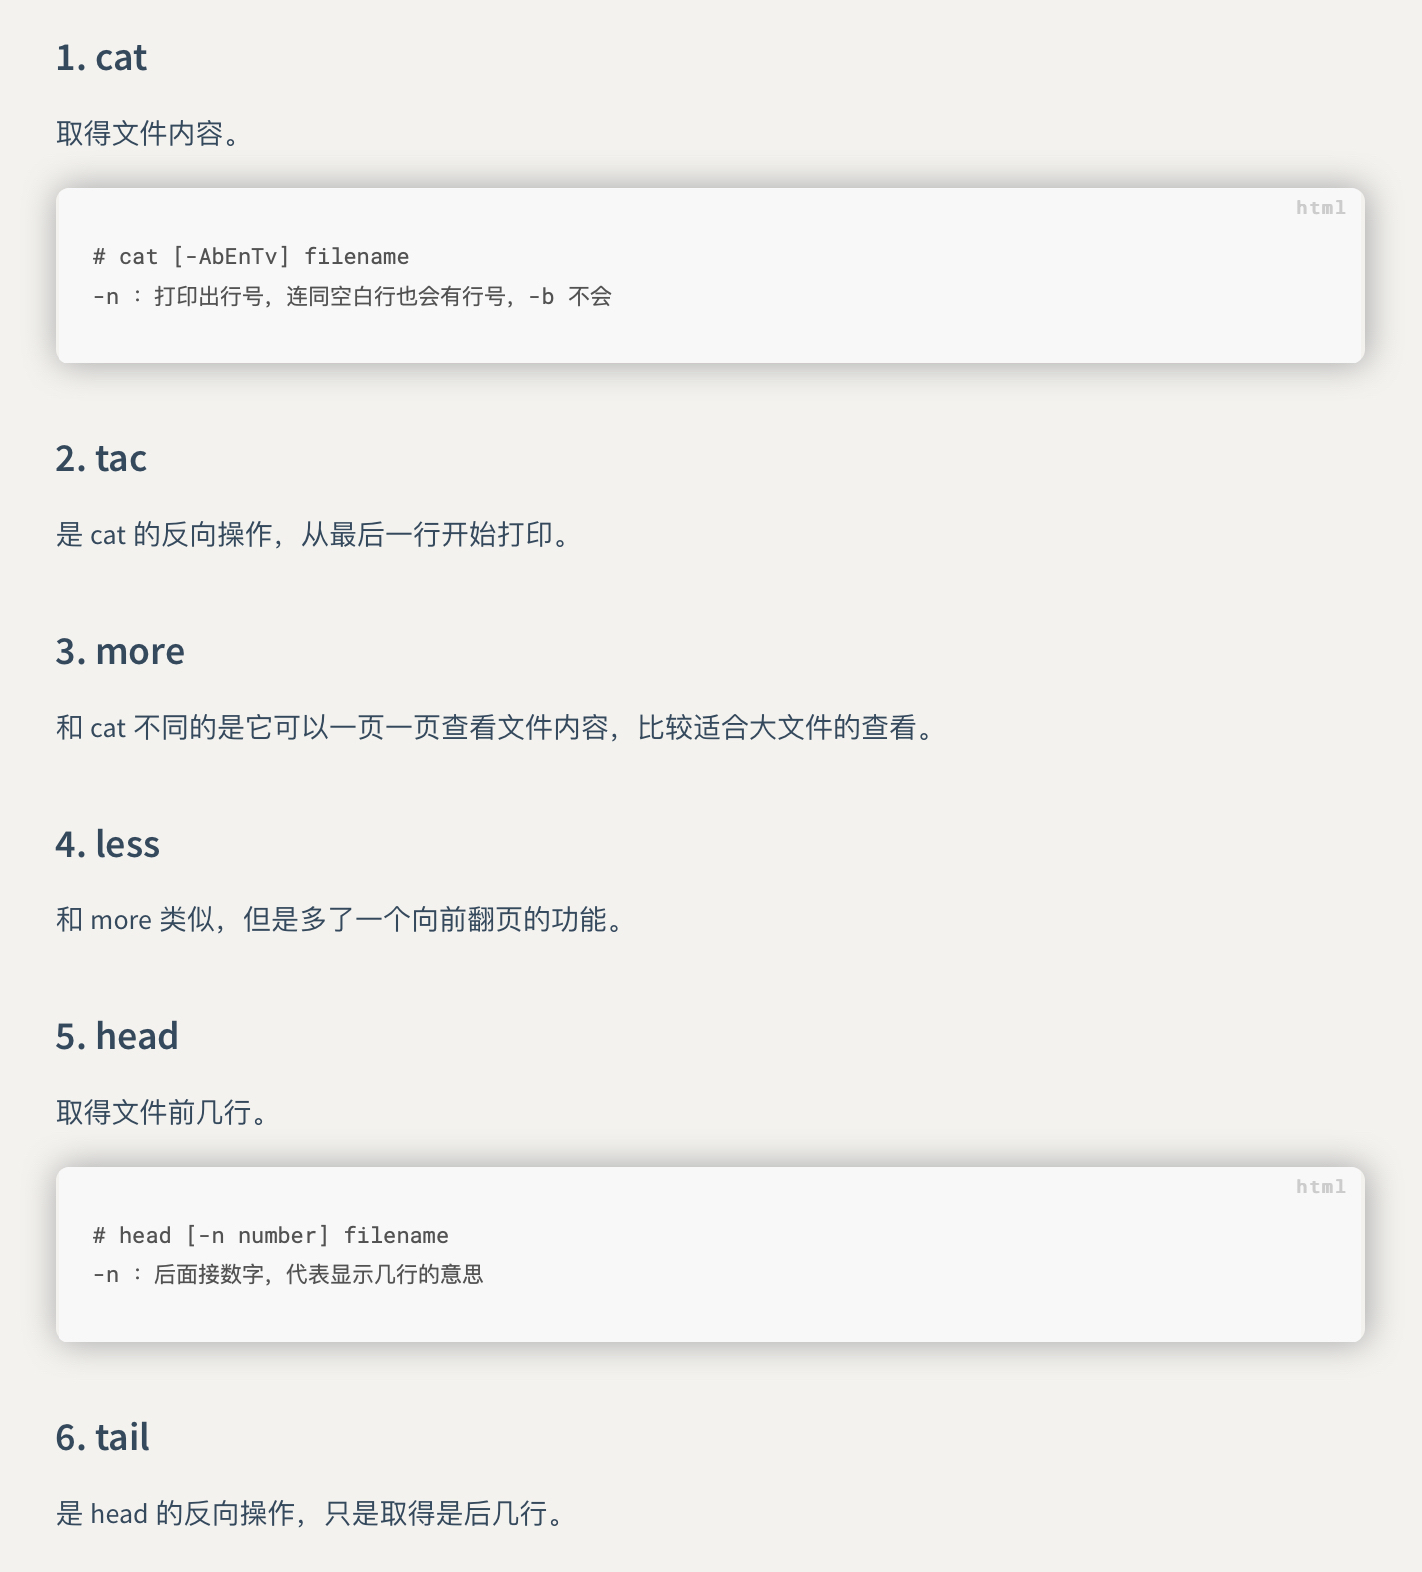 1. cat
取得文件内容。
html
# cat [-AbEnTv] filename
-n ：打印出行号，连同空白行也会有行号，-b 不会
2. tac
是 cat 的反向操作，从最后一行开始打印。
3. more
和 cat 不同的是它可以一页一页查看文件内容，比较适合大文件的查看。
4. less
和 more 类似，但是多了一个向前翻页的功能。
5. head
取得文件前几行。
html
# head [-n number] filename
-n ：后面接数字，代表显示几行的意思
6. tail
是 head 的反向操作，只是取得是后几行。